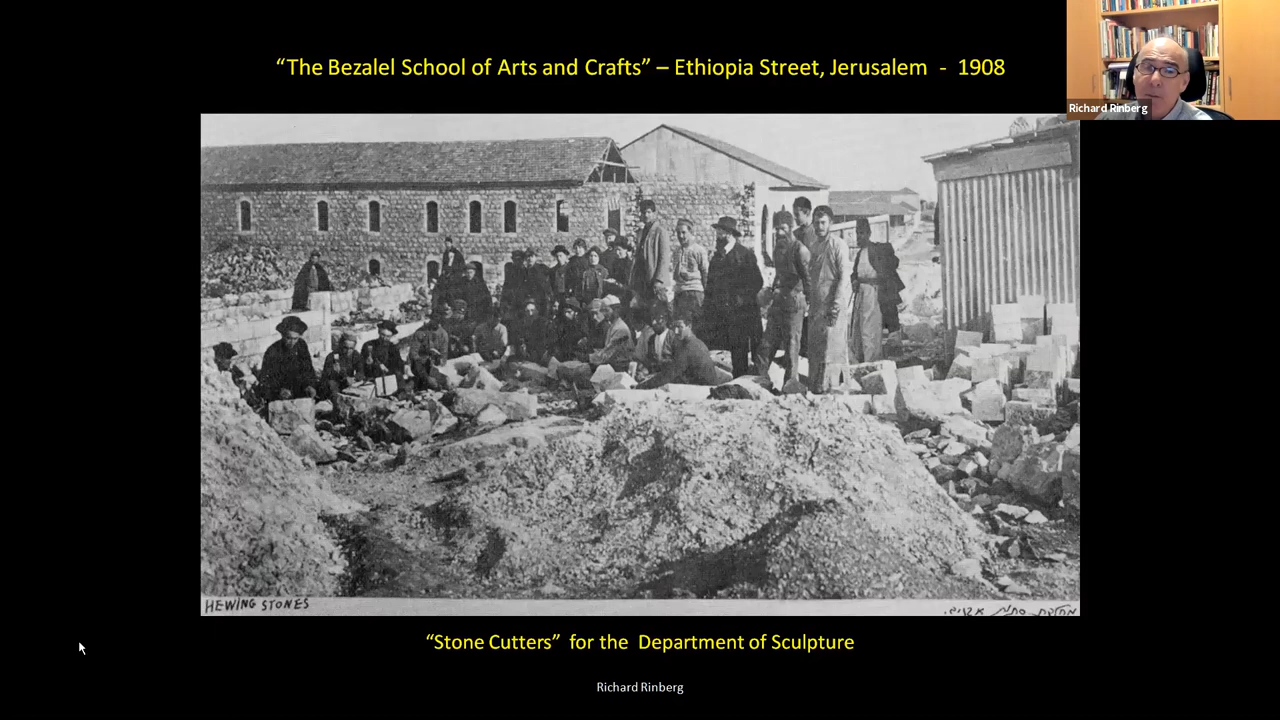 “The Bezalel School of Arts and Crafts” – Ethiopia Street, Jerusalem - 1908
Richard Rinberg
HEWING STONES
“Stone Cutters” for the Department of Sculpture
Richard Rinberg